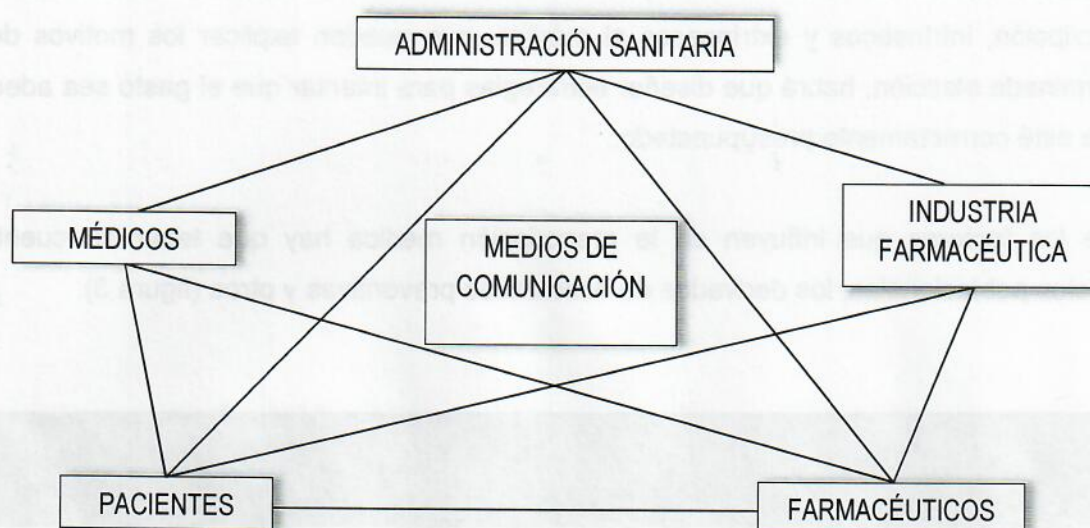 ADMINISTRACIÓN SANITARIA
MÉDICOS
MEDIOS DE
COMUNICACIÓN
INDUSTRIA
FARMACÉUTICA
PACIENTES
FARMACÉUTICOS